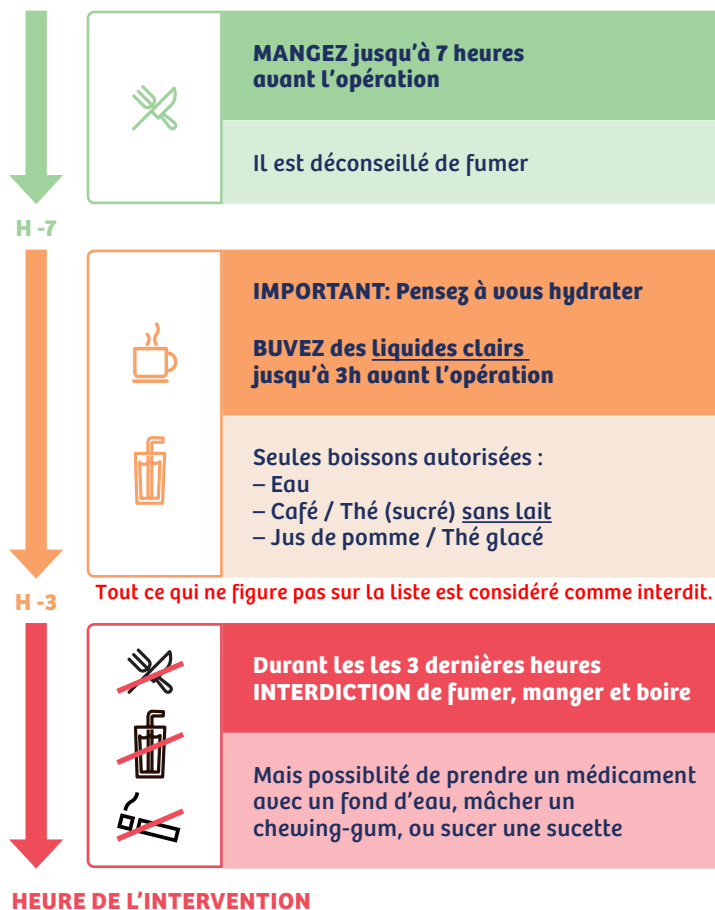 MANGEZ jusqu'à 7 heures
avant l'opération
Il est déconseillé de fumer
H -7
IMPORTANT: Pensez à vous hydrater
BUVEZ des liquides clairs
jusqu'à 3h avant l'opération
Seules boissons autorisées :
– Eau
– Café / Thé (sucré) sans lait
– Jus de pomme / Thé glacé
H -3
Tout ce qui ne figure pas sur la liste est considéré comme interdit.
Durant les les 3 dernières heures
INTERDICTION de fumer, manger et boire
Mais possiblité de prendre un médicament
avec un fond d'eau, mâcher un
chewing-gum, ou sucer une sucette
HEURE DE L'INTERVENTION